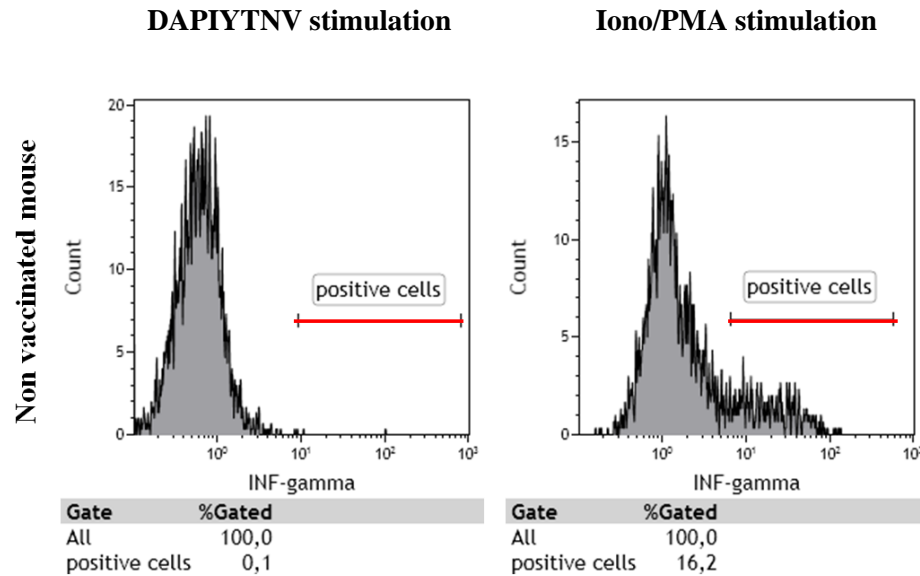 DAPIYTNV stimulation
Iono/PMA stimulation
Non vaccinated mouse
20
15
10
5
0
Count
positive cells
10⁰ 10¹ 10² 10³
INF-gamma
Gate %Gated
All 100,0
positive cells 0,1
15
10
5
0
Count
positive cells
10⁰ 10¹ 10² 10³
INF-gamma
Gate %Gated
All 100,0
positive cells 16,2